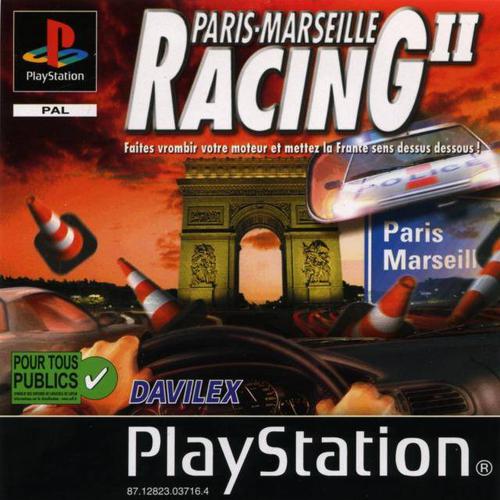 PlayStation
PAL
PARIS-MARSEILLE
RACING II
Faites vrombir votre moteur et mettez la France sens dessus dessous !
POLICE
Paris
Marseill
POUR TOUS
PUBLICS
DAVILEX
PlayStation®
87.12823.03716.4